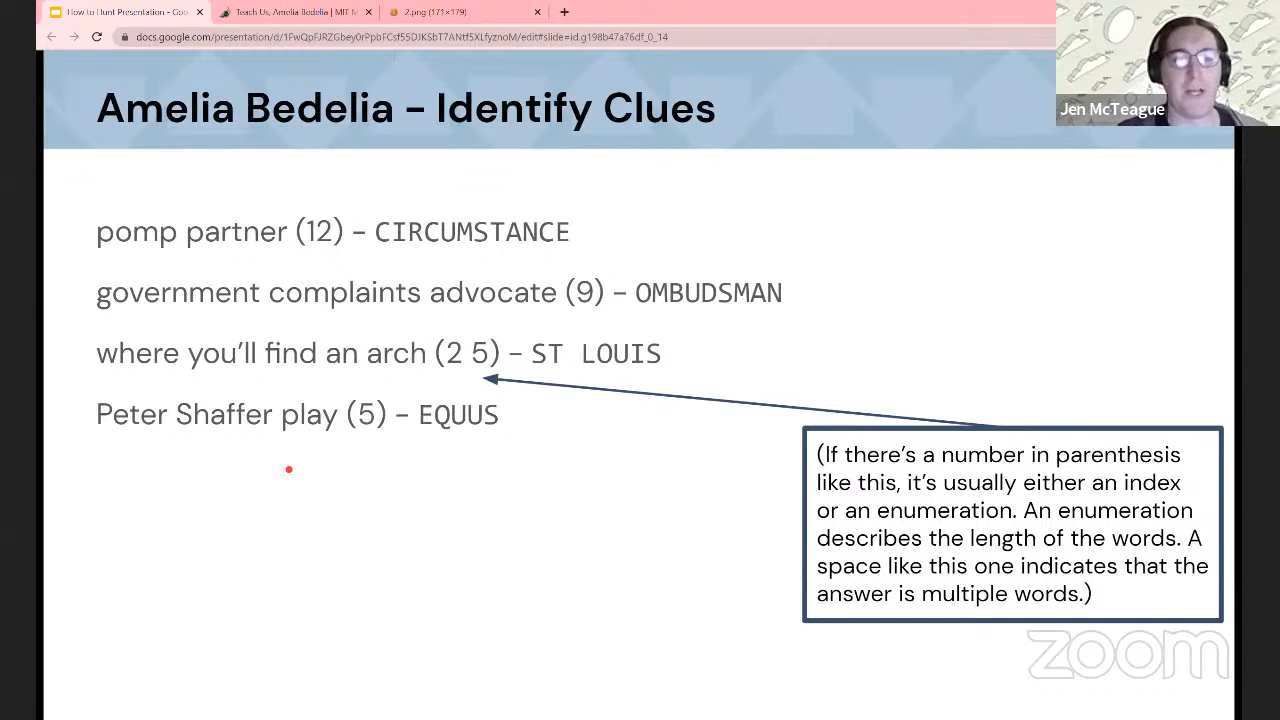 How to Hunt Presentation - Goo
Teach Us, Amelia Bedelia | MIT M
2.png (171×179)
docs.google.com/presentation/d/1FwQpFJRZGbey0rPpbFCsf55DJKSbT7ANtf5XLfyznoM/edit#slide=id.g198b47a76df_0_14
Jen McTeague
Amelia Bedelia - Identify Clues
pomp partner (12) - CIRCUMSTANCE
government complaints advocate (9) - OMBUDSMAN
where you'll find an arch (2 5) - ST LOUIS
Peter Shaffer play (5) - EQUUS
(If there's a number in parenthesis
like this, it's usually either an index
or an enumeration. An enumeration
describes the length of the words. A
space like this one indicates that the
answer is multiple words.)
zoom